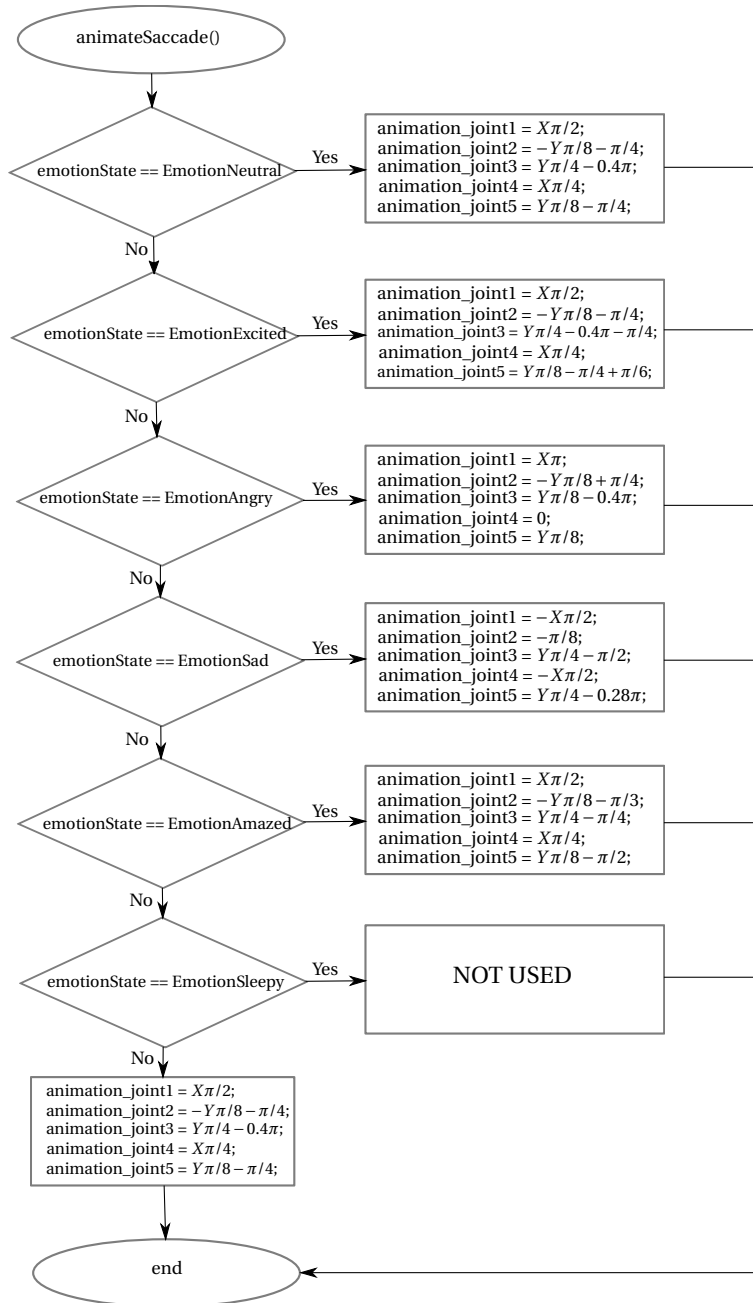 animateSaccade()
emotionState == EmotionNeutral
Yes
animation_joint1 = Xπ/2;
animation_joint2 = −Yπ/8−π/4;
animation_joint3 = Yπ/4−0.4π;
animation_joint4 = Xπ/4;
animation_joint5 = Yπ/8−π/4;
No
emotionState == EmotionExcited
Yes
animation_joint1 = Xπ/2;
animation_joint2 = −Yπ/8−π/4;
animation_joint3 = Yπ/4−0.4π−π/4;
animation_joint4 = Xπ/4;
animation_joint5 = Yπ/8−π/4+π/6;
No
emotionState == EmotionAngry
Yes
animation_joint1 = Xπ;
animation_joint2 = −Yπ/8+π/4;
animation_joint3 = Yπ/8−0.4π;
animation_joint4 = 0;
animation_joint5 = Yπ/8;
No
emotionState == EmotionSad
Yes
animation_joint1 = −Xπ/2;
animation_joint2 = −π/8;
animation_joint3 = Yπ/4−π/2;
animation_joint4 = −Xπ/2;
animation_joint5 = Yπ/4−0.28π;
No
emotionState == EmotionAmazed
Yes
animation_joint1 = Xπ/2;
animation_joint2 = −Yπ/8−π/3;
animation_joint3 = Yπ/4−π/4;
animation_joint4 = Xπ/4;
animation_joint5 = Yπ/8−π/2;
No
emotionState == EmotionSleepy
Yes
NOT USED
No
animation_joint1 = Xπ/2;
animation_joint2 = −Yπ/8−π/4;
animation_joint3 = Yπ/4−0.4π;
animation_joint4 = Xπ/4;
animation_joint5 = Yπ/8−π/4;
end